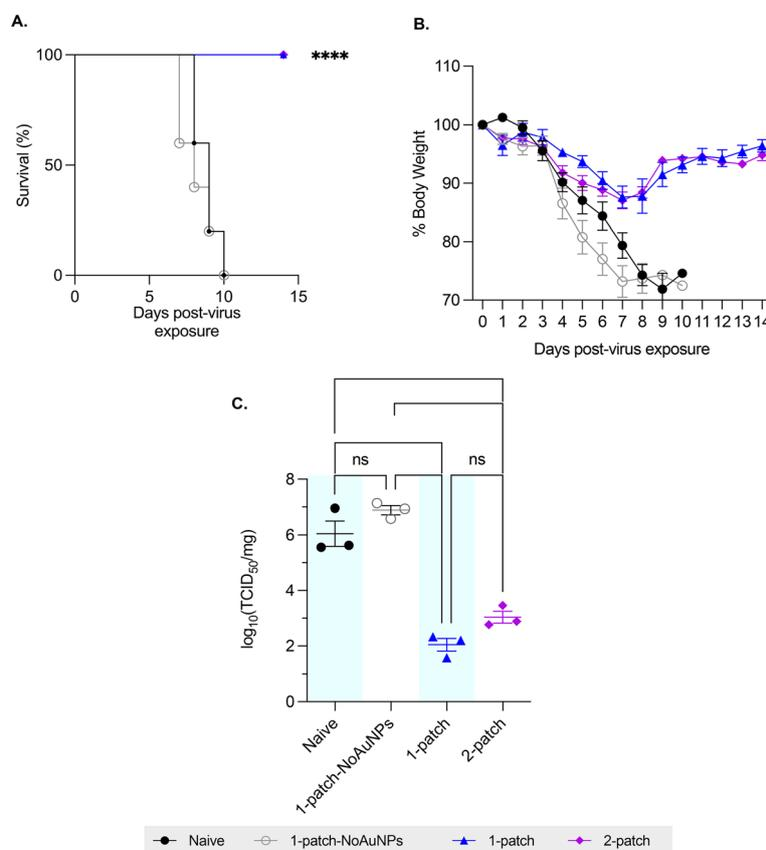 A.
****
100
50
0
Survival (%)
0 5 10 15
Days post-virus
exposure
B.
110
100
90
80
70
% Body Weight
0 1 2 3 4 5 6 7 8 9 10 11 12 13 14
Days post-virus exposure
C.
ns ns
8
6
4
2
0
log10(TCID50/mg)
Naive
1-patch-NoAuNPs
1-patch
2-patch
Naive 1-patch-NoAuNPs 1-patch 2-patch